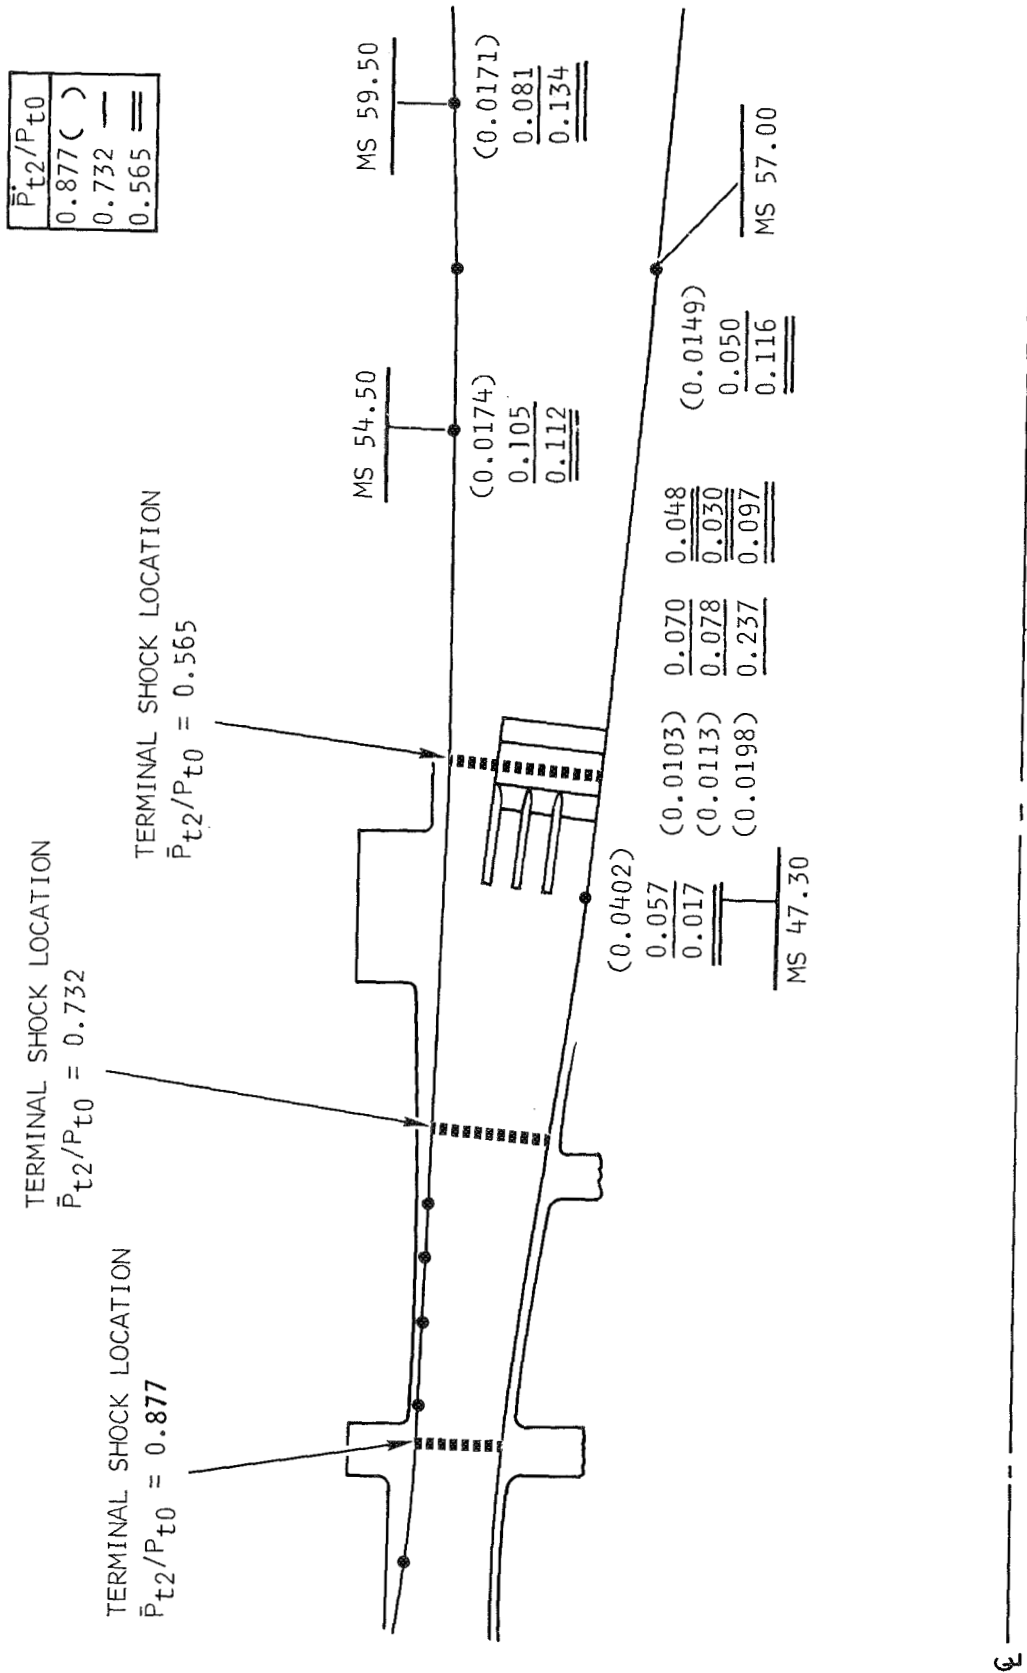 TERMINAL SHOCK LOCATION
P̄t2/Pt0 = 0.877
TERMINAL SHOCK LOCATION
P̄t2/Pt0 = 0.732
TERMINAL SHOCK LOCATION
P̄t2/Pt0 = 0.565
P̄t2/Pt0
0.877 ( )
0.732 —
0.565 =
MS 54.50
(0.0174)
0.105
0.112
MS 59.50
(0.0171)
0.081
0.134
(0.0402)
0.057
0.017
MS 47.30
(0.0103) 0.070 0.048
(0.0113) 0.078 0.030
(0.0198) 0.237 0.097
(0.0149)
0.050
0.116
MS 57.00